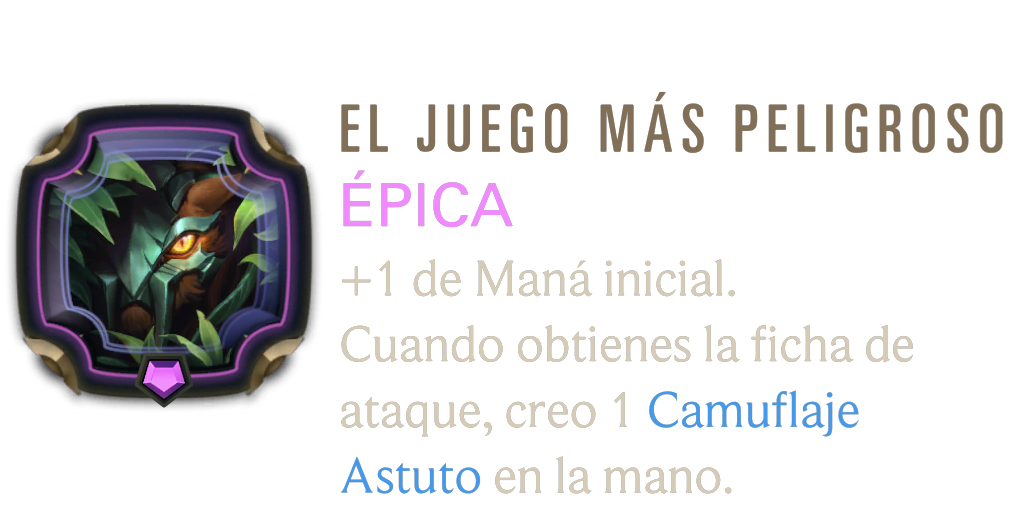 EL JUEGO MÁS PELIGROSO
ÉPICA
+1 de Maná inicial.
Cuando obtienes la ficha de
ataque, creo 1 Camuflaje
Astuto en la mano.